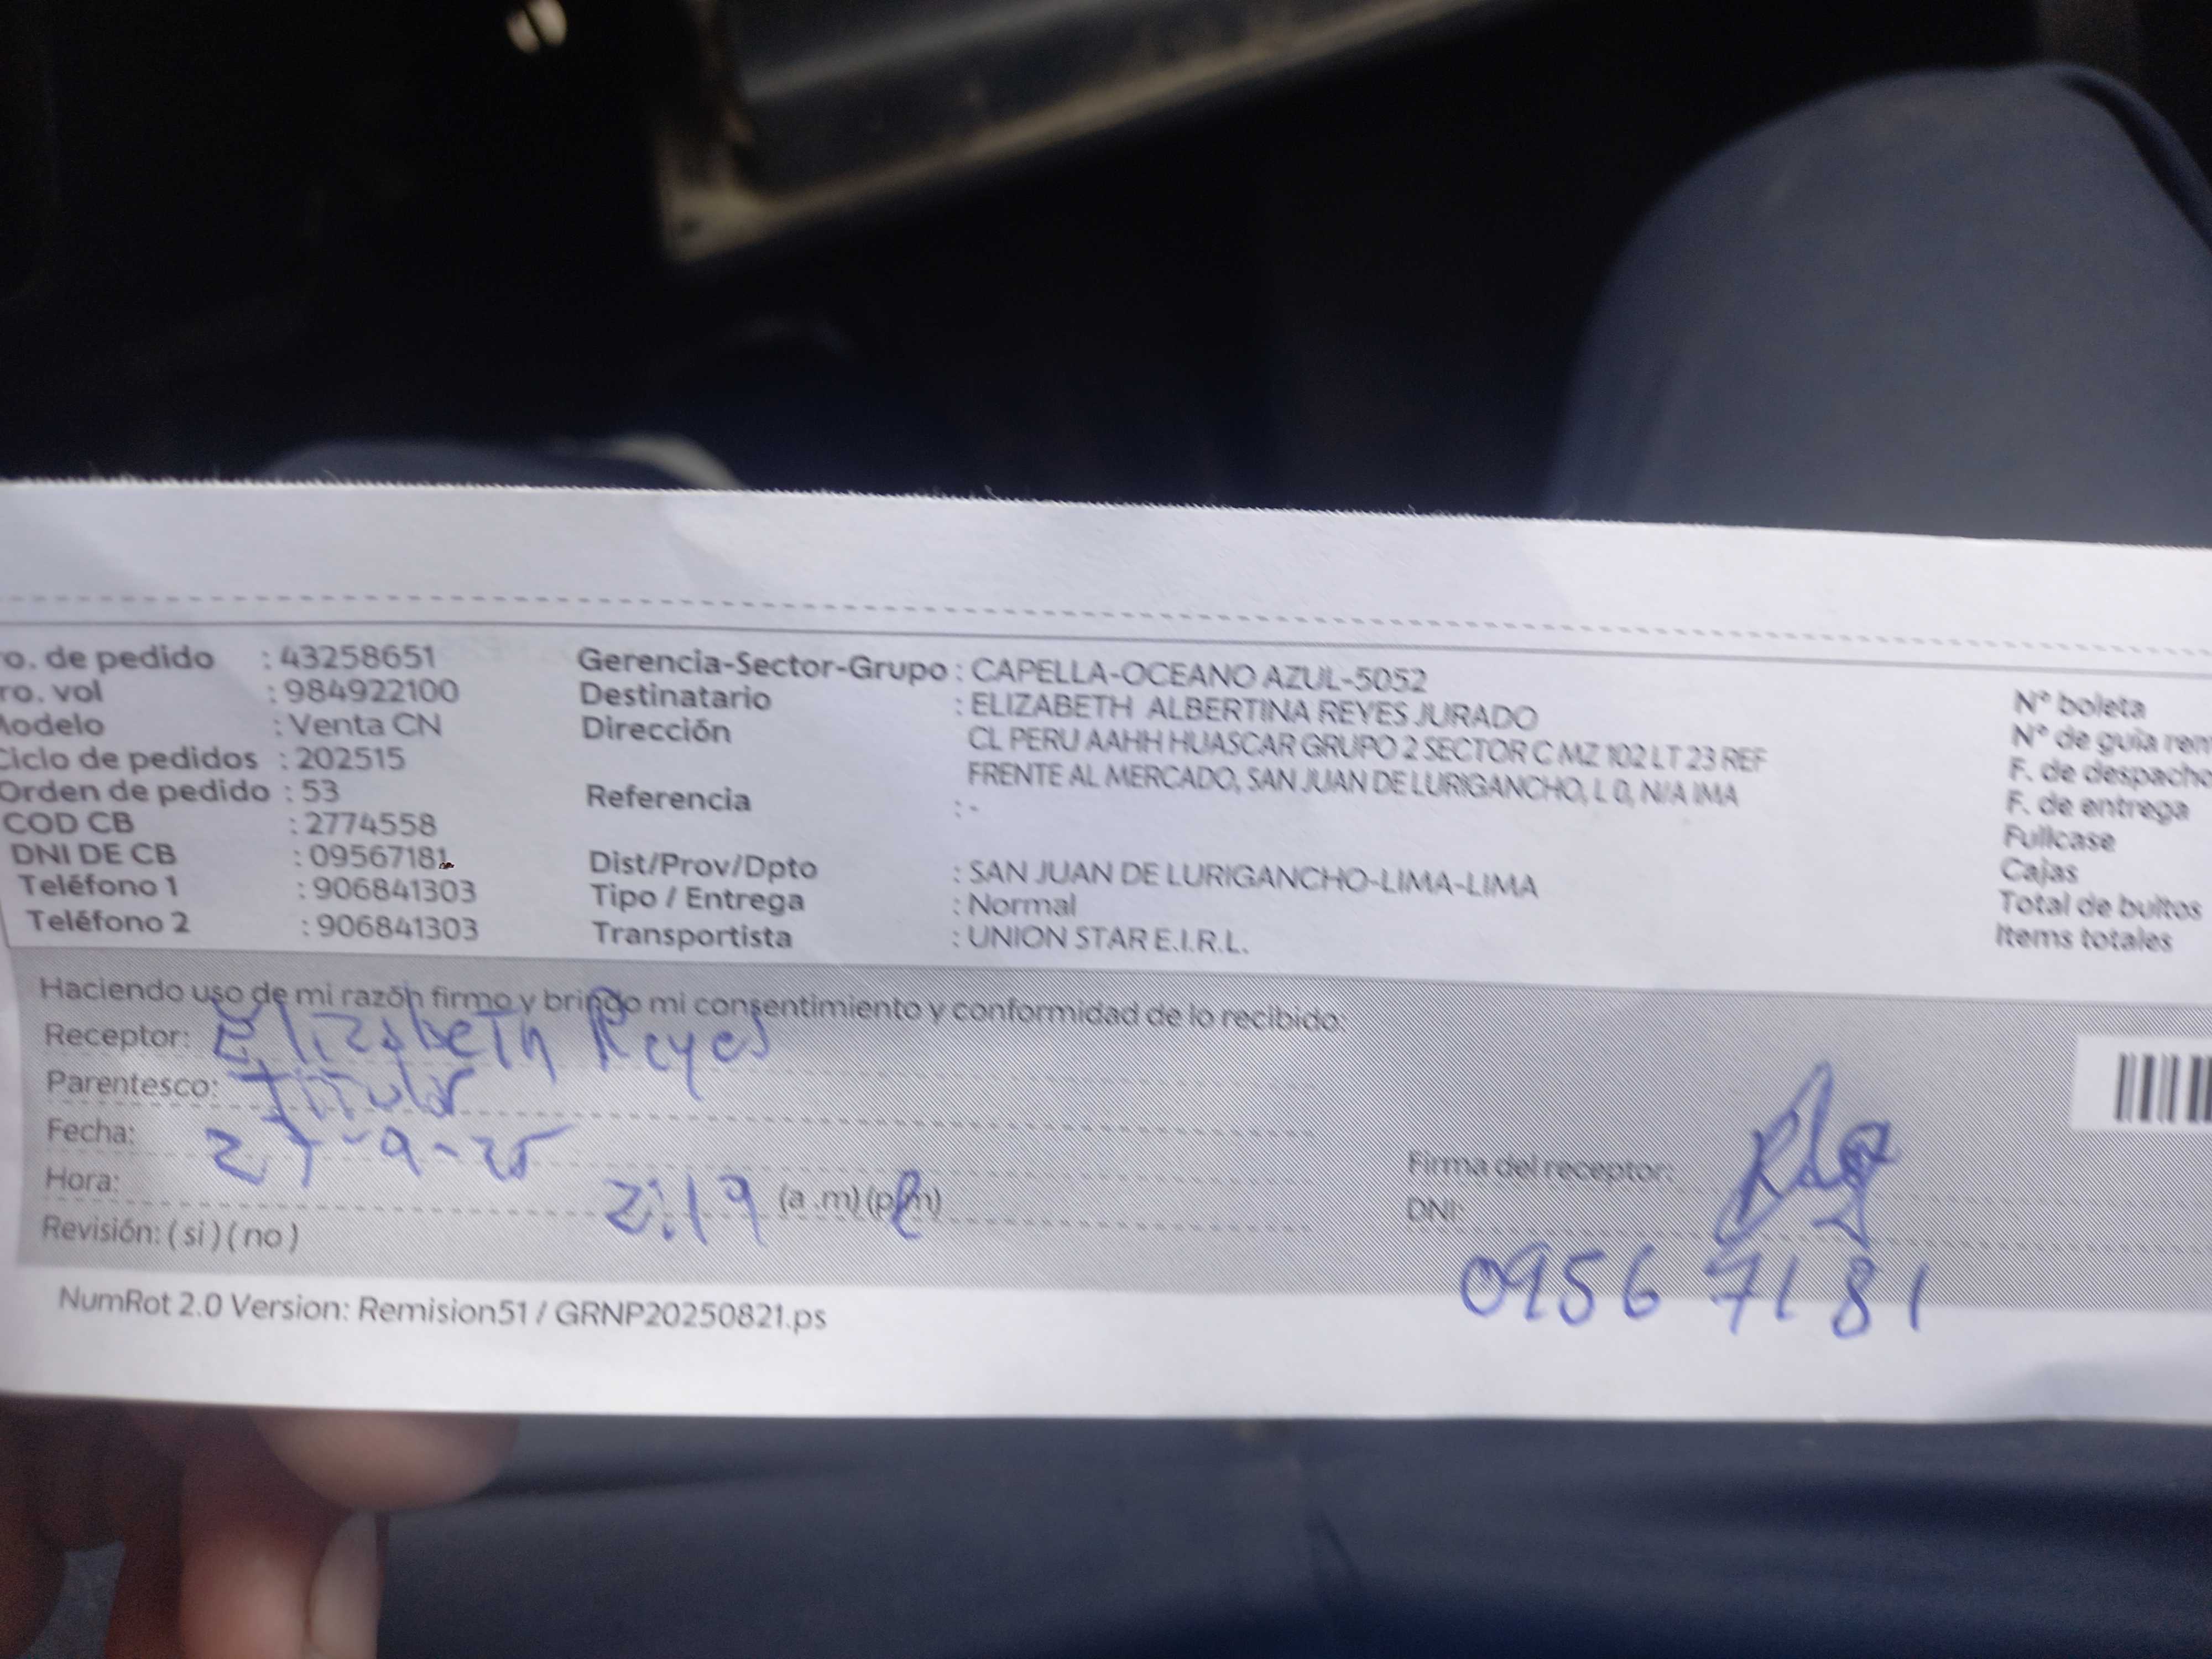 ro. de pedido : 43258651
ro. vol : 984922100
Modelo : Venta CN
Ciclo de pedidos : 202515
Orden de pedido : 53
COD CB : 2774558
DNI DE CB : 09567181
Teléfono 1 : 906841303
Teléfono 2 : 906841303
Gerencia-Sector-Grupo : CAPELLA-OCEANO AZUL-5052
Destinatario : ELIZABETH ALBERTINA REYES JURADO
Dirección CL PERU AAHH HUASCAR GRUPO 2 SECTOR C MZ 102 LT 23 REF
FRENTE AL MERCADO, SAN JUAN DE LURIGANCHO, L 0, N/A IMA
Referencia : -
Dist/Prov/Dpto : SAN JUAN DE LURIGANCHO-LIMA-LIMA
Tipo / Entrega : Normal
Transportista : UNION STAR E.I.R.L.
N° boleta
N° de guía rem
F. de despacho
F. de entrega
Fullcase
Cajas
Total de bultos
Items totales
Haciendo uso de mi razón firmo y brindo mi consentimiento y conformidad de lo recibido:
Receptor: Elizabeth Reyes
Parentesco: titular
Fecha: 27-9-25
Hora: 2:19 (a .m) (p.m)
Revisión: ( si ) ( no )
Firma del receptor:
DNI:
09567181
NumRot 2.0 Version: Remision51 / GRNP20250821.ps